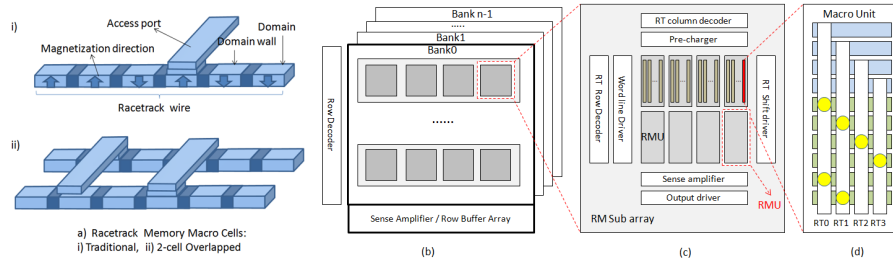 i)
Access port
Magnetization direction
Domain
Domain wall
Racetrack wire
ii)
a) Racetrack Memory Macro Cells:
i) Traditional, ii) 2-cell Overlapped
Bank n-1
.....
Bank1
Bank0
Row Decoder
......
Sense Amplifier / Row Buffer Array
(b)
RT column decoder
Pre-charger
RT Row Decoder
Word line Driver
RT Shift driver
RMU
Sense amplifier
Output driver
RMU
RM Sub array
(c)
Macro Unit
RT0 RT1 RT2 RT3
(d)